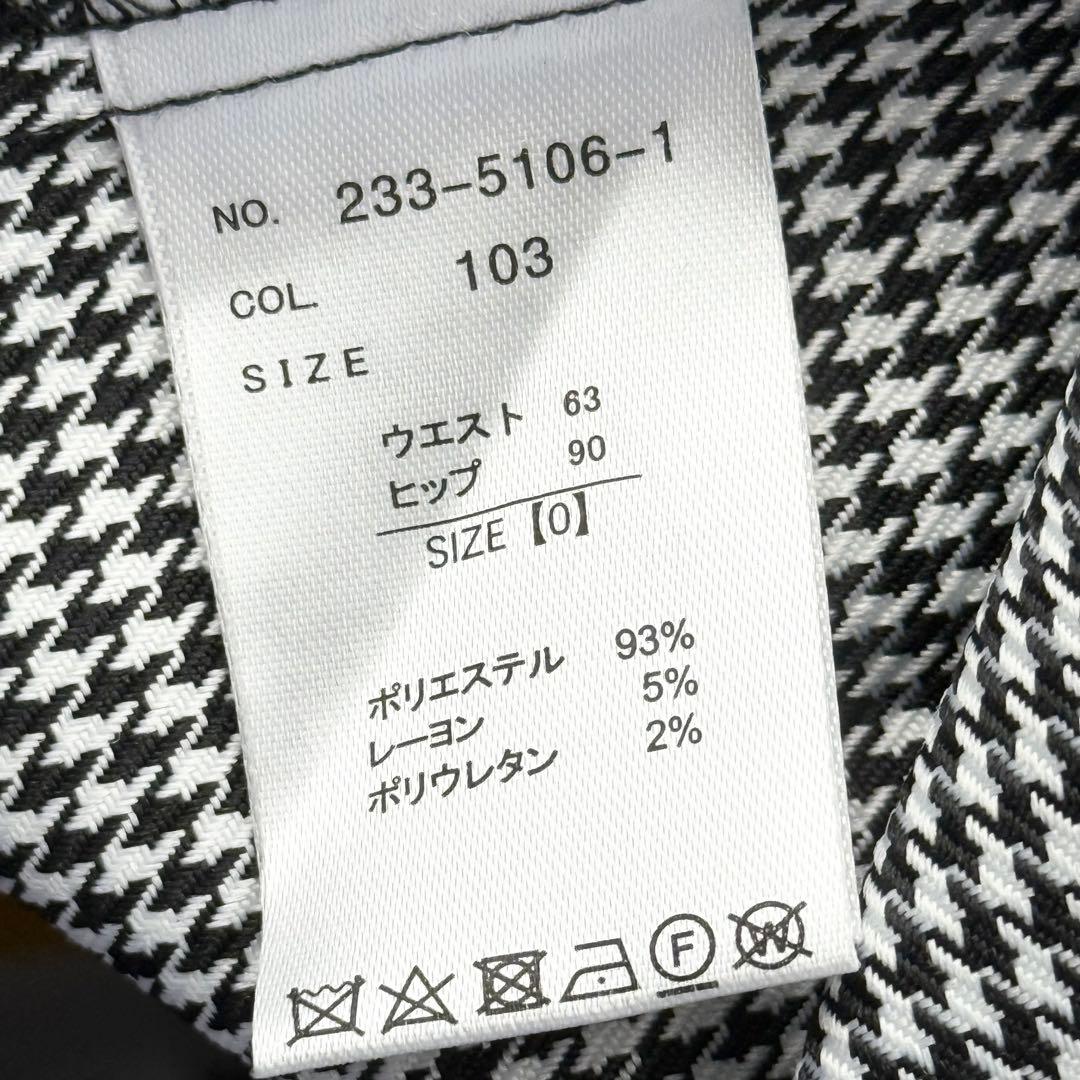 NO. 233-5106-1
COL. 103
SIZE
ウエスト 63
ヒップ 90
SIZE【0】
ポリエステル 93%
レーヨン 5%
ポリウレタン 2%
F W